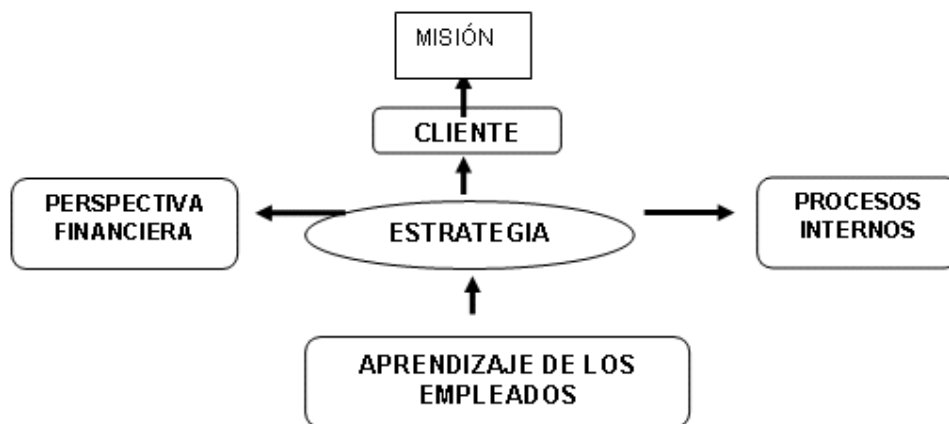 MISIÓN
CLIENTE
PERSPECTIVA
FINANCIERA
ESTRATEGIA
PROCESOS
INTERNOS
APRENDIZAJE DE LOS
EMPLEADOS